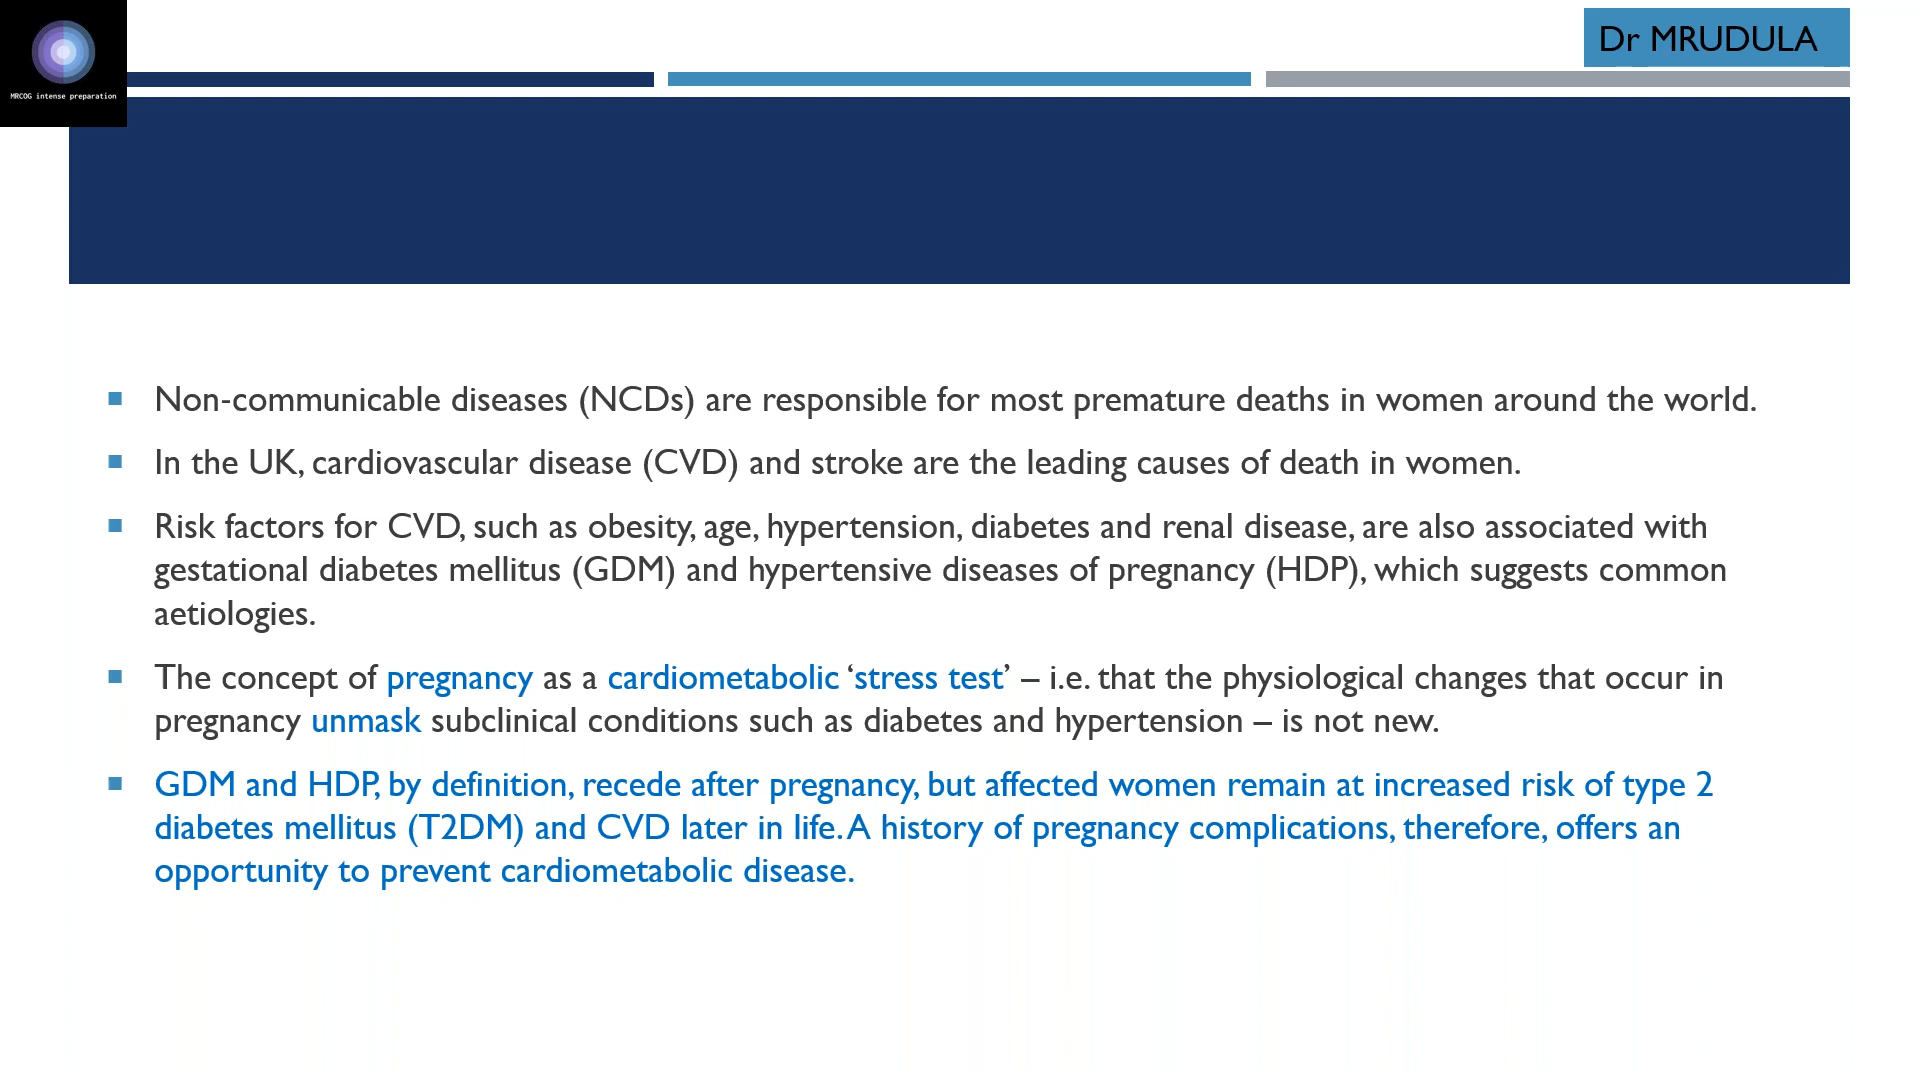 Dr MRUDULA
MRCOG intense preparation
Non-communicable diseases (NCDs) are responsible for most premature deaths in women around the world.
In the UK, cardiovascular disease (CVD) and stroke are the leading causes of death in women.
Risk factors for CVD, such as obesity, age, hypertension, diabetes and renal disease, are also associated with
gestational diabetes mellitus (GDM) and hypertensive diseases of pregnancy (HDP), which suggests common
aetiologies.
The concept of pregnancy as a cardiometabolic ‘stress test’ – i.e. that the physiological changes that occur in
pregnancy unmask subclinical conditions such as diabetes and hypertension – is not new.
GDM and HDP, by definition, recede after pregnancy, but affected women remain at increased risk of type 2
diabetes mellitus (T2DM) and CVD later in life. A history of pregnancy complications, therefore, offers an
opportunity to prevent cardiometabolic disease.